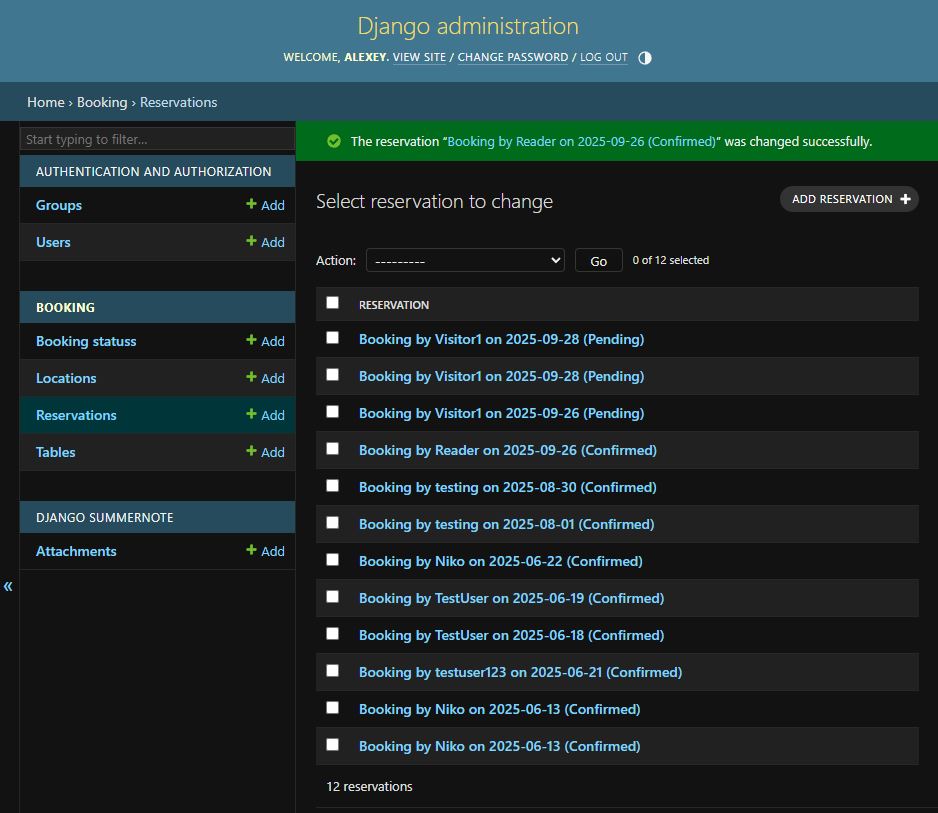 Django administration
WELCOME, ALEXEY. VIEW SITE / CHANGE PASSWORD / LOG OUT
Home › Booking › Reservations
Start typing to filter...
AUTHENTICATION AND AUTHORIZATION
Groups + Add
Users + Add
BOOKING
Booking statuss + Add
Locations + Add
Reservations + Add
Tables + Add
DJANGO SUMMERNOTE
Attachments + Add
«
The reservation “Booking by Reader on 2025-09-26 (Confirmed)” was changed successfully.
Select reservation to change
ADD RESERVATION +
Action: --------- Go 0 of 12 selected
RESERVATION
Booking by Visitor1 on 2025-09-28 (Pending)
Booking by Visitor1 on 2025-09-28 (Pending)
Booking by Visitor1 on 2025-09-26 (Pending)
Booking by Reader on 2025-09-26 (Confirmed)
Booking by testing on 2025-08-30 (Confirmed)
Booking by testing on 2025-08-01 (Confirmed)
Booking by Niko on 2025-06-22 (Confirmed)
Booking by TestUser on 2025-06-19 (Confirmed)
Booking by TestUser on 2025-06-18 (Confirmed)
Booking by testuser123 on 2025-06-21 (Confirmed)
Booking by Niko on 2025-06-13 (Confirmed)
Booking by Niko on 2025-06-13 (Confirmed)
12 reservations